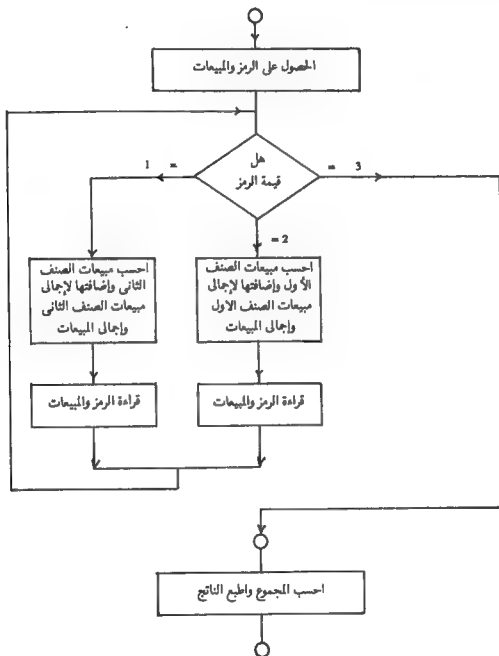 الحصول على الرمز والمبيعات
هل
قيمة الرمز
= 3
1 =
= 2
احسب مبيعات الصنف
الأول وإضافتها لإجمالى
مبيعات الصنف الاول
وإجمالى المبيعات
احسب مبيعات الصنف
الثانى وإضافتها لإجمالى
مبيعات الصنف الثانى
وإجمالى المبيعات
قراءة الرمز والمبيعات
قراءة الرمز والمبيعات
احسب المجموع واطبع الناتج